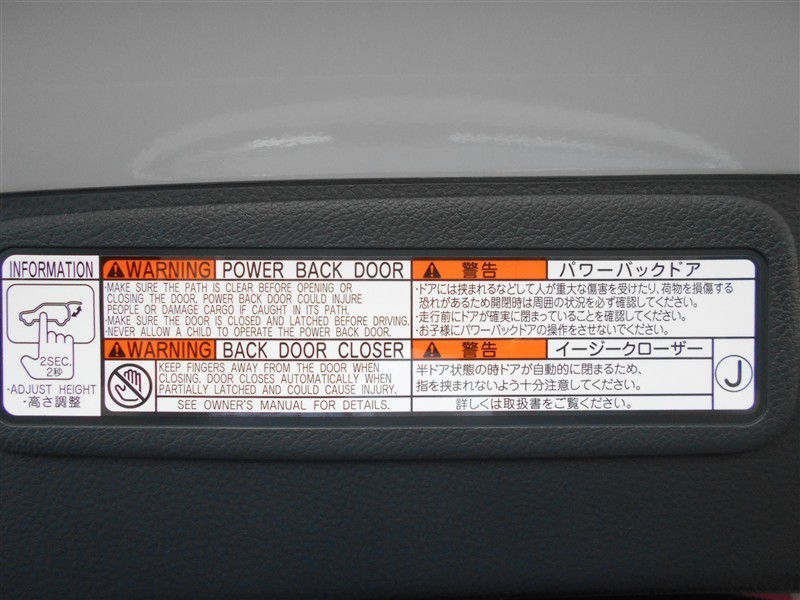 INFORMATION
2SEC.
2秒
・ADJUST HEIGHT
・高さ調整
WARNING POWER BACK DOOR
・MAKE SURE THE PATH IS CLEAR BEFORE OPENING OR
CLOSING THE DOOR. POWER BACK DOOR COULD INJURE
PEOPLE OR DAMAGE CARGO IF CAUGHT IN ITS PATH.
・MAKE SURE THE DOOR IS CLOSED AND LATCHED BEFORE DRIVING.
・NEVER ALLOW A CHILD TO OPERATE THE POWER BACK DOOR.
WARNING BACK DOOR CLOSER
KEEP FINGERS AWAY FROM THE DOOR WHEN
CLOSING. DOOR CLOSES AUTOMATICALLY WHEN
PARTIALLY LATCHED AND COULD CAUSE INJURY.
SEE OWNER'S MANUAL FOR DETAILS.
警告 パワーバックドア
・ドアには挟まれるなどして人が重大な傷害を受けたり、荷物を損傷する
恐れがあるため開閉時は周囲の状況を必ず確認してください。
・走行前にドアが確実に閉まっていることを確認してください。
・お子様にパワーバックドアの操作をさせないでください。
警告 イージークローザー
半ドア状態の時ドアが自動的に閉まるため、
指を挟まれないよう十分注意してください。
詳しくは取扱書をご覧ください。
J